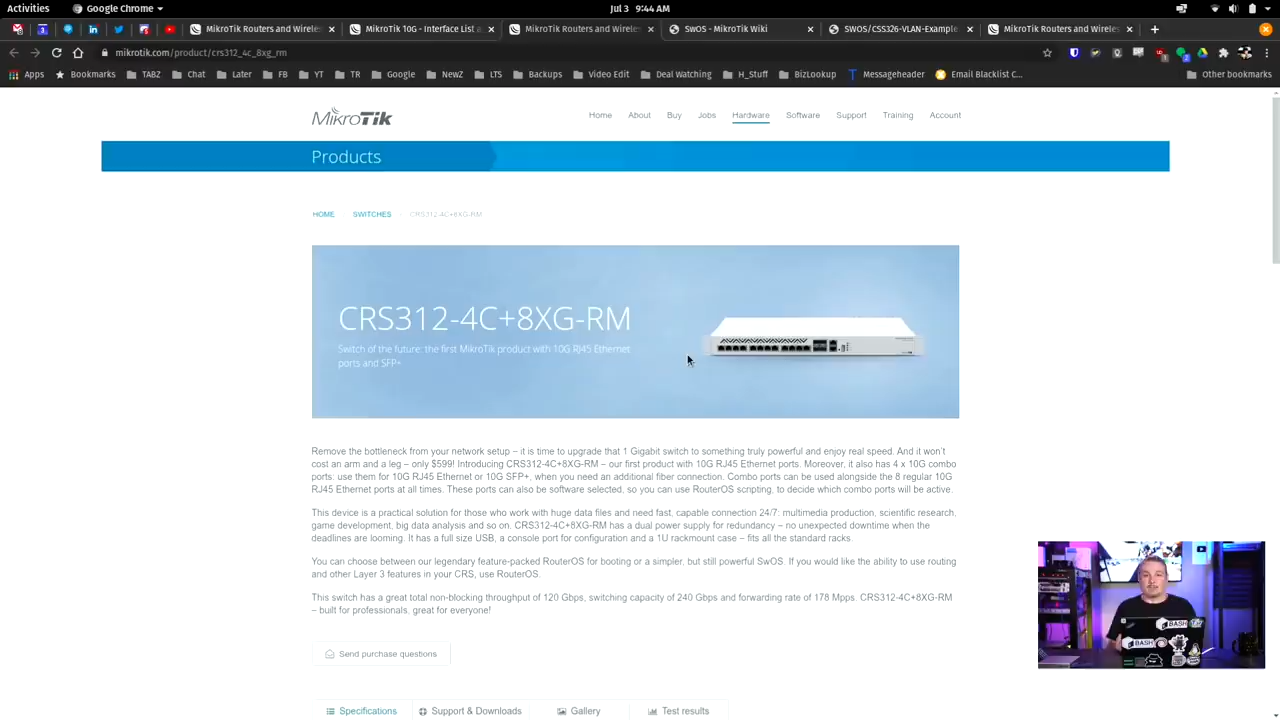 Activities
Google Chrome
Jul 3 9:44 AM
MikroTik Routers and Wireles
MikroTik 10G - Interface List a
MikroTik Routers and Wireles
SWOS - MikroTik Wiki
SWOS/CSS326-VLAN-Example
MikroTik Routers and Wireles
mikrotik.com/product/crs312_4c_8xg_rm
Apps
Bookmarks
TABZ
Chat
Later
FB
YT
TR
Google
NewZ
LTS
Backups
Video Edit
Deal Watching
H_Stuff
BizLookup
Messageheader
Email Blacklist C...
Other bookmarks
MikroTik
Home
About
Buy
Jobs
Hardware
Software
Support
Training
Account
Products
HOME
SWITCHES
CRS312-4C+8XG-RM
CRS312-4C+8XG-RM
Switch of the future: the first MikroTik product with 10G RJ45 Ethernet
ports and SFP+
Remove the bottleneck from your network setup – it is time to upgrade that 1 Gigabit switch to something truly powerful and enjoy real speed. And it won't
cost an arm and a leg – only $599! Introducing CRS312-4C+8XG-RM – our first product with 10G RJ45 Ethernet ports. Moreover, it also has 4 x 10G combo
ports: use them for 10G RJ45 Ethernet or 10G SFP+, when you need an additional fiber connection. Combo ports can be used alongside the 8 regular 10G
RJ45 Ethernet ports at all times. These ports can also be software selected, so you can use RouterOS scripting, to decide which combo ports will be active.
This device is a practical solution for those who work with huge data files and need fast, capable connection 24/7: multimedia production, scientific research,
game development, big data analysis and so on. CRS312-4C+8XG-RM has a dual power supply for redundancy – no unexpected downtime when the
deadlines are looming. It has a full size USB, a console port for configuration and a 1U rackmount case – fits all the standard racks.
You can choose between our legendary feature-packed RouterOS for booting or a simpler, but still powerful SwOS. If you would like the ability to use routing
and other Layer 3 features in your CRS, use RouterOS.
This switch has a great total non-blocking throughput of 120 Gbps, switching capacity of 240 Gbps and forwarding rate of 178 Mpps. CRS312-4C+8XG-RM
– built for professionals, great for everyone!
Send purchase questions
Specifications
Support & Downloads
Gallery
Test results
BASH
BASH